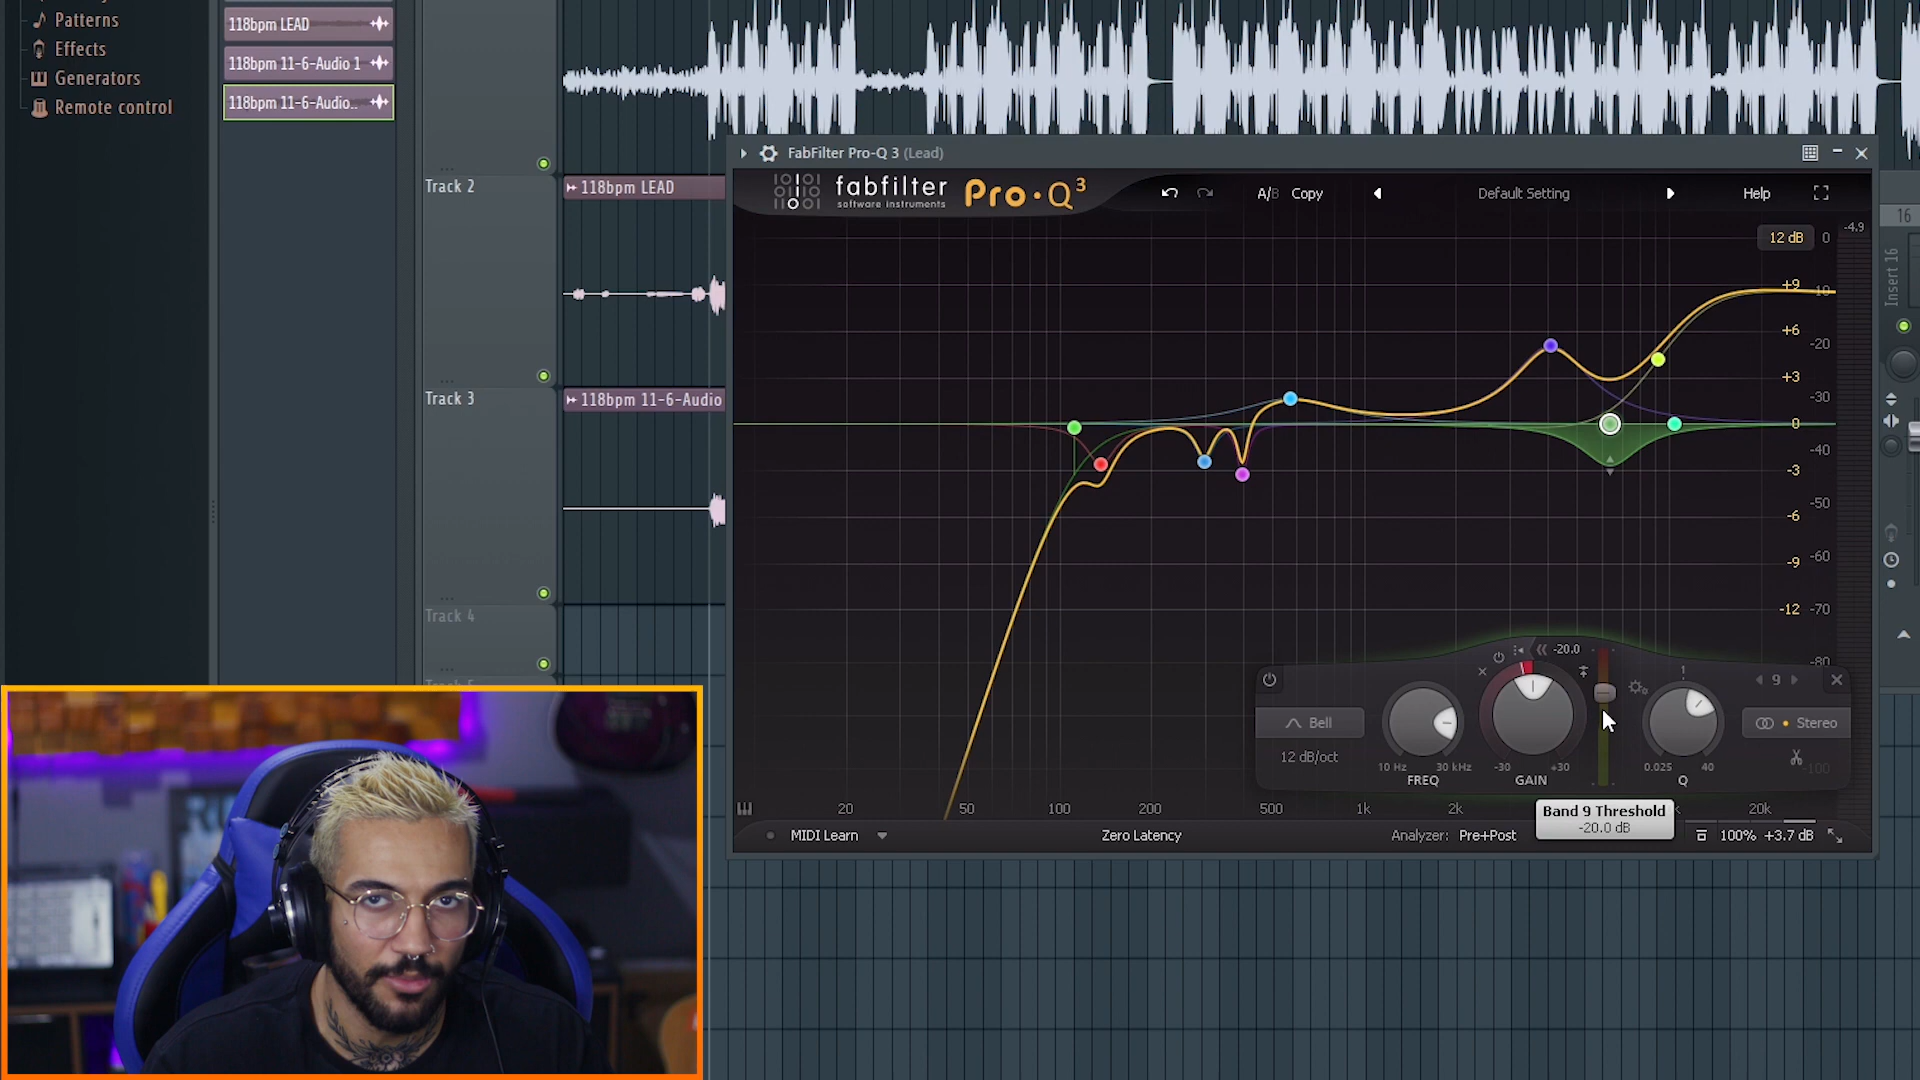 Patterns
Effects
Generators
Remote control
118bpm LEAD
118bpm 11-6-Audio 1
118bpm 11-6-Audio..
Track 2
Track 3
Track 4
118bpm LEAD
118bpm 11-6-Audio
FabFilter Pro-Q 3 (Lead)
fabfilter
software instruments
Pro·Q3
A/B
Copy
Default Setting
Help
12 dB
0
-4.9
+9
-10
+6
-20
+3
-30
0
-40
-3
-50
-6
-60
-9
-12
-70
-80
-20.0
9
Bell
12 dB/oct
10 Hz
30 kHz
FREQ
-30
+30
GAIN
0.025
40
Q
Stereo
-100
20
50
100
200
500
1k
2k
20k
Band 9 Threshold
-20.0 dB
MIDI Learn
Zero Latency
Analyzer: Pre+Post
100%
+3.7 dB
16
Insert 16